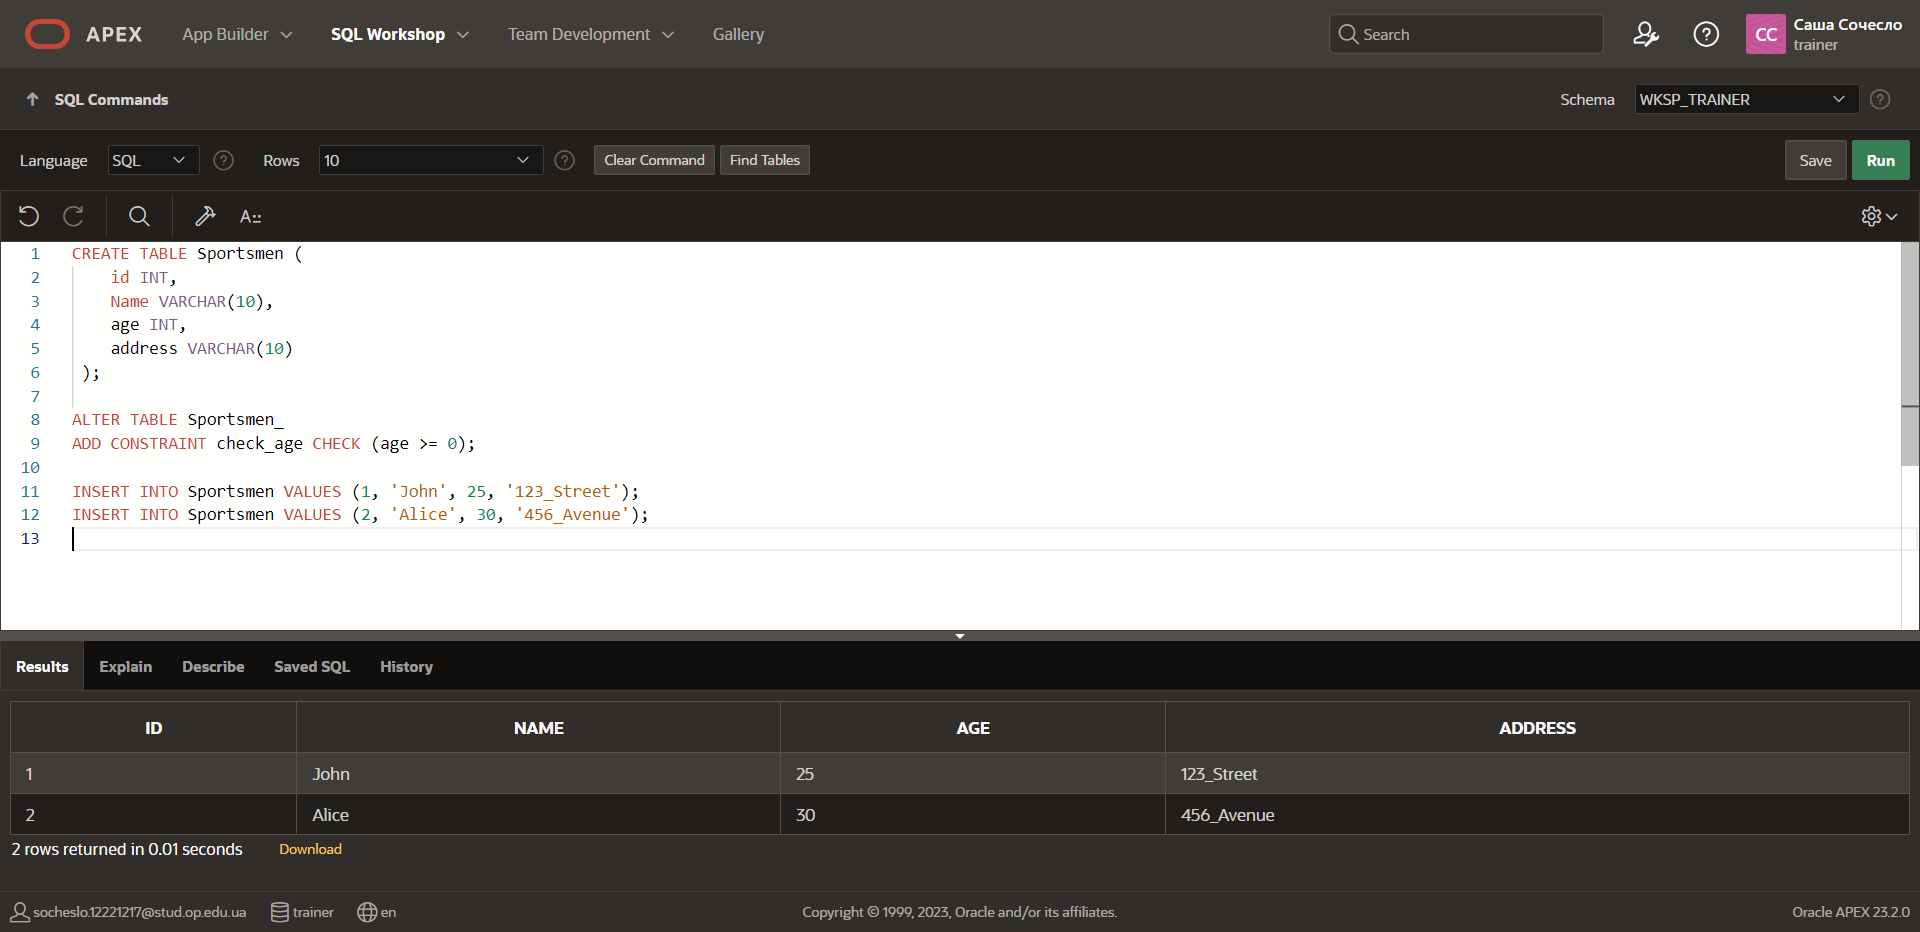 APEX App Builder SQL Workshop Team Development Gallery Search CC Саша Сочесло
trainer
SQL Commands Schema WKSP_TRAINER
Language SQL Rows 10 Clear Command Find Tables Save Run
A::
1 CREATE TABLE Sportsmen (
2 id INT,
3 Name VARCHAR(10),
4 age INT,
5 address VARCHAR(10)
6 );
7
8 ALTER TABLE Sportsmen_
9 ADD CONSTRAINT check_age CHECK (age >= 0);
10
11 INSERT INTO Sportsmen VALUES (1, 'John', 25, '123_Street');
12 INSERT INTO Sportsmen VALUES (2, 'Alice', 30, '456_Avenue');
13
Results Explain Describe Saved SQL History
ID NAME AGE ADDRESS
1 John 25 123_Street
2 Alice 30 456_Avenue
2 rows returned in 0.01 seconds Download
socheslo.12221217@stud.op.edu.ua trainer en Copyright © 1999, 2023, Oracle and/or its affiliates. Oracle APEX 23.2.0